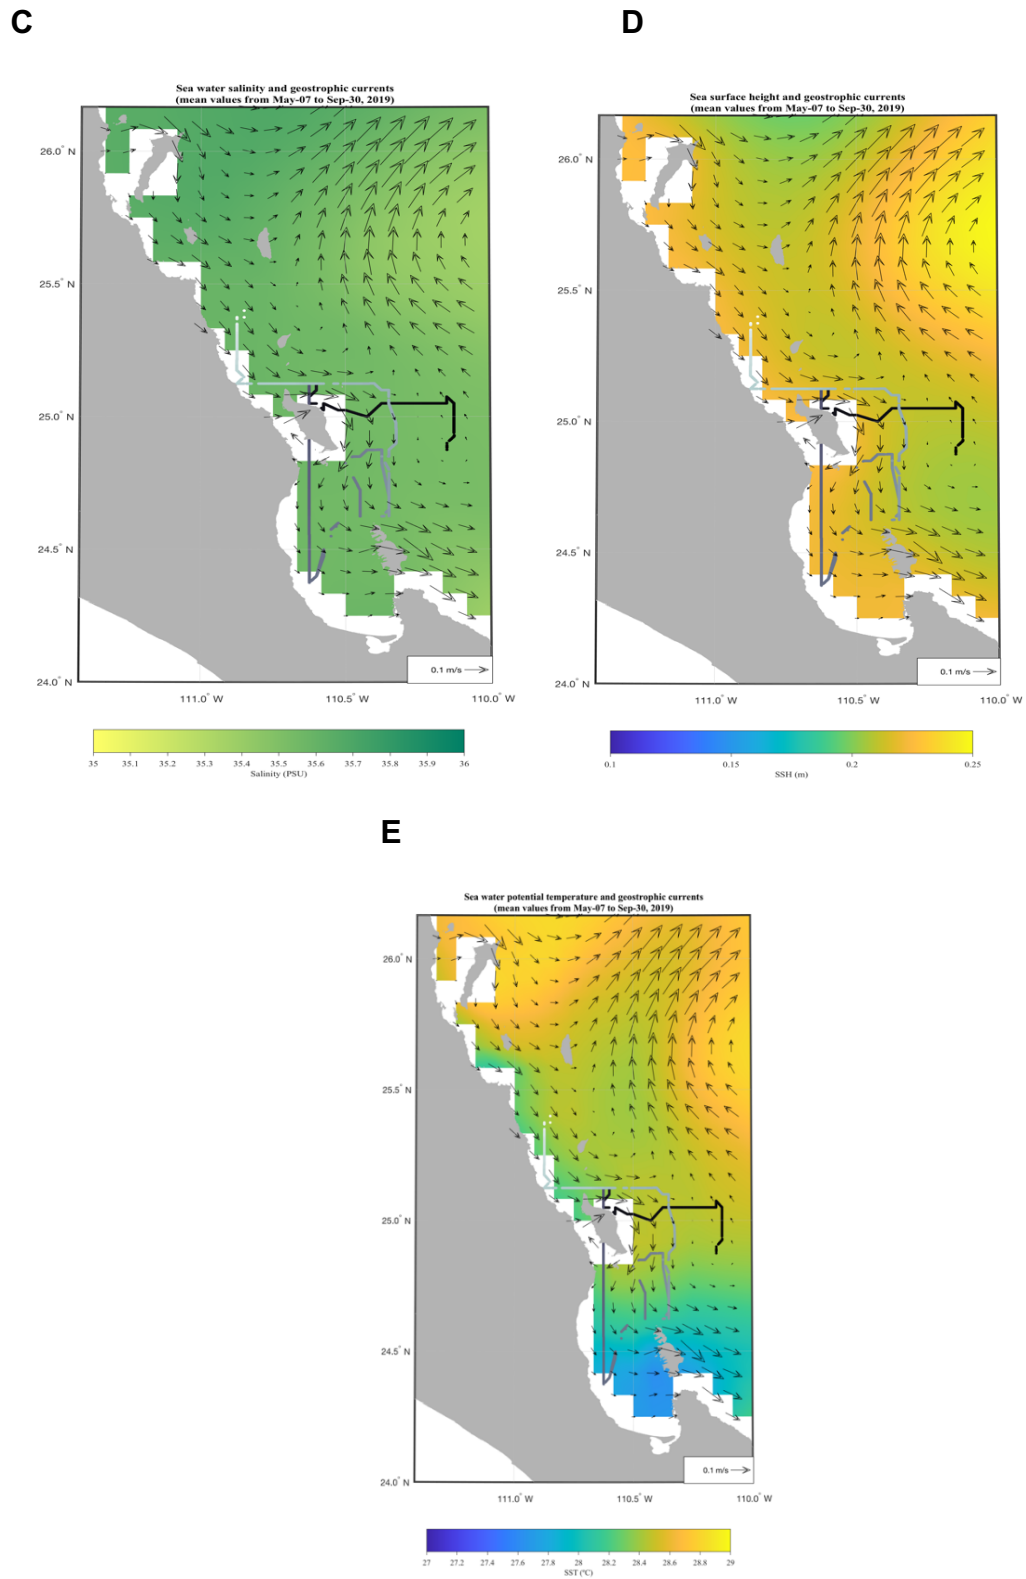 C
D
Sea water salinity and geostrophic currents
(mean values from May-07 to Sep-30, 2019)
Sea surface height and geostrophic currents
(mean values from May-07 to Sep-30, 2019)
26.0° N
25.5° N
25.0° N
24.5° N
24.0° N
0.1 m/s
111.0° W
110.5° W
110.0° W
35
35.1
35.2
35.3
35.4
35.5
35.6
35.7
35.8
35.9
36
Salinity (PSU)
26.0° N
25.5° N
25.0° N
24.5° N
24.0° N
0.1 m/s
111.0° W
110.5° W
110.0° W
0.1
0.15
0.2
0.25
SSH (m)
E
Sea water potential temperature and geostrophic currents
(mean values from May-07 to Sep-30, 2019)
26.0° N
25.5° N
25.0° N
24.5° N
24.0° N
0.1 m/s
111.0° W
110.5° W
110.0° W
27
27.2
27.4
27.6
27.8
28
28.2
28.4
28.6
28.8
29
SST (°C)